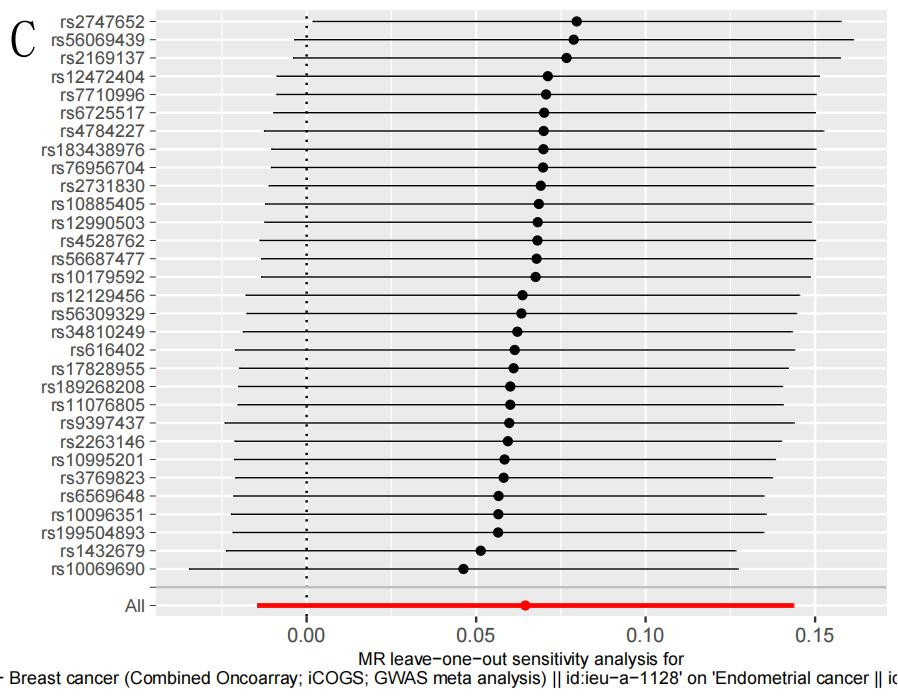 C
rs2747652
rs56069439
rs2169137
rs12472404
rs7710996
rs6725517
rs4784227
rs183438976
rs76956704
rs2731830
rs10885405
rs12990503
rs4528762
rs56687477
rs10179592
rs12129456
rs56309329
rs34810249
rs616402
rs17828955
rs189268208
rs11076805
rs9397437
rs2263146
rs10995201
rs3769823
rs6569648
rs10096351
rs199504893
rs1432679
rs10069690
All
0.00 0.05 0.10 0.15
MR leave−one−out sensitivity analysis for
Breast cancer (Combined Oncoarray; iCOGS; GWAS meta analysis) || id:ieu−a−1128' on 'Endometrial cancer ||